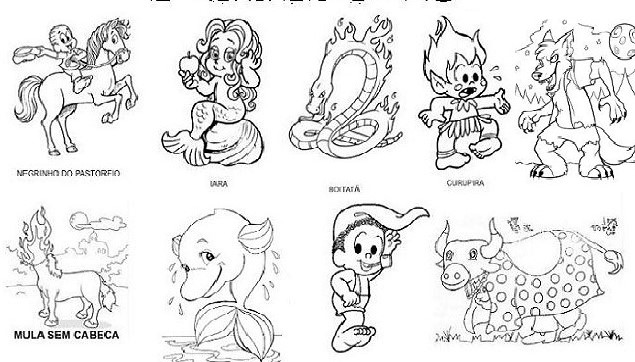 NEGRINHO DO PASTOREIO
IARA
BOITATÁ
CURUPIRA
MULA SEM CABEÇA